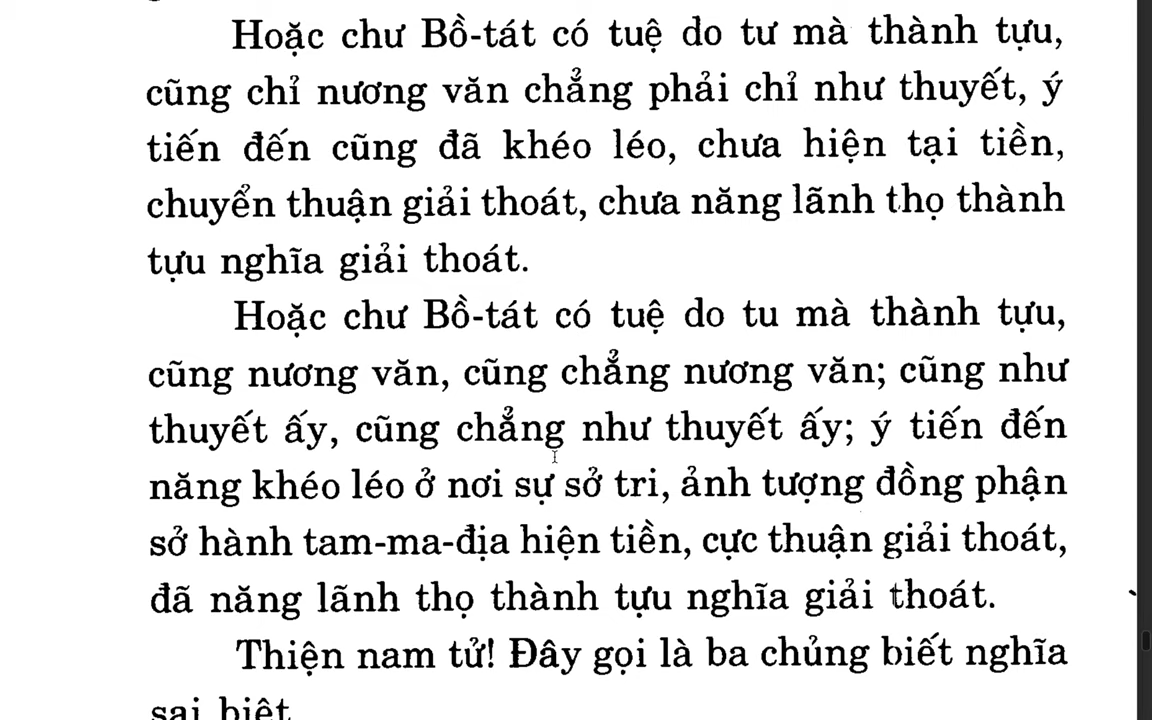 Hoặc chư Bồ-tát có tuệ do tư mà thành tựu,
cũng chỉ nương văn chẳng phải chỉ như thuyết, ý
tiến đến cũng đã khéo léo, chưa hiện tại tiền,
chuyển thuận giải thoát, chưa năng lãnh thọ thành
tựu nghĩa giải thoát.
Hoặc chư Bồ-tát có tuệ do tu mà thành tựu,
cũng nương văn, cũng chẳng nương văn; cũng như
thuyết ấy, cũng chẳng như thuyết ấy; ý tiến đến
năng khéo léo ở nơi sự sở tri, ảnh tượng đồng phận
sở hành tam-ma-địa hiện tiền, cực thuận giải thoát,
đã năng lãnh thọ thành tựu nghĩa giải thoát.
Thiện nam tử! Đây gọi là ba chủng biết nghĩa
sai biệt